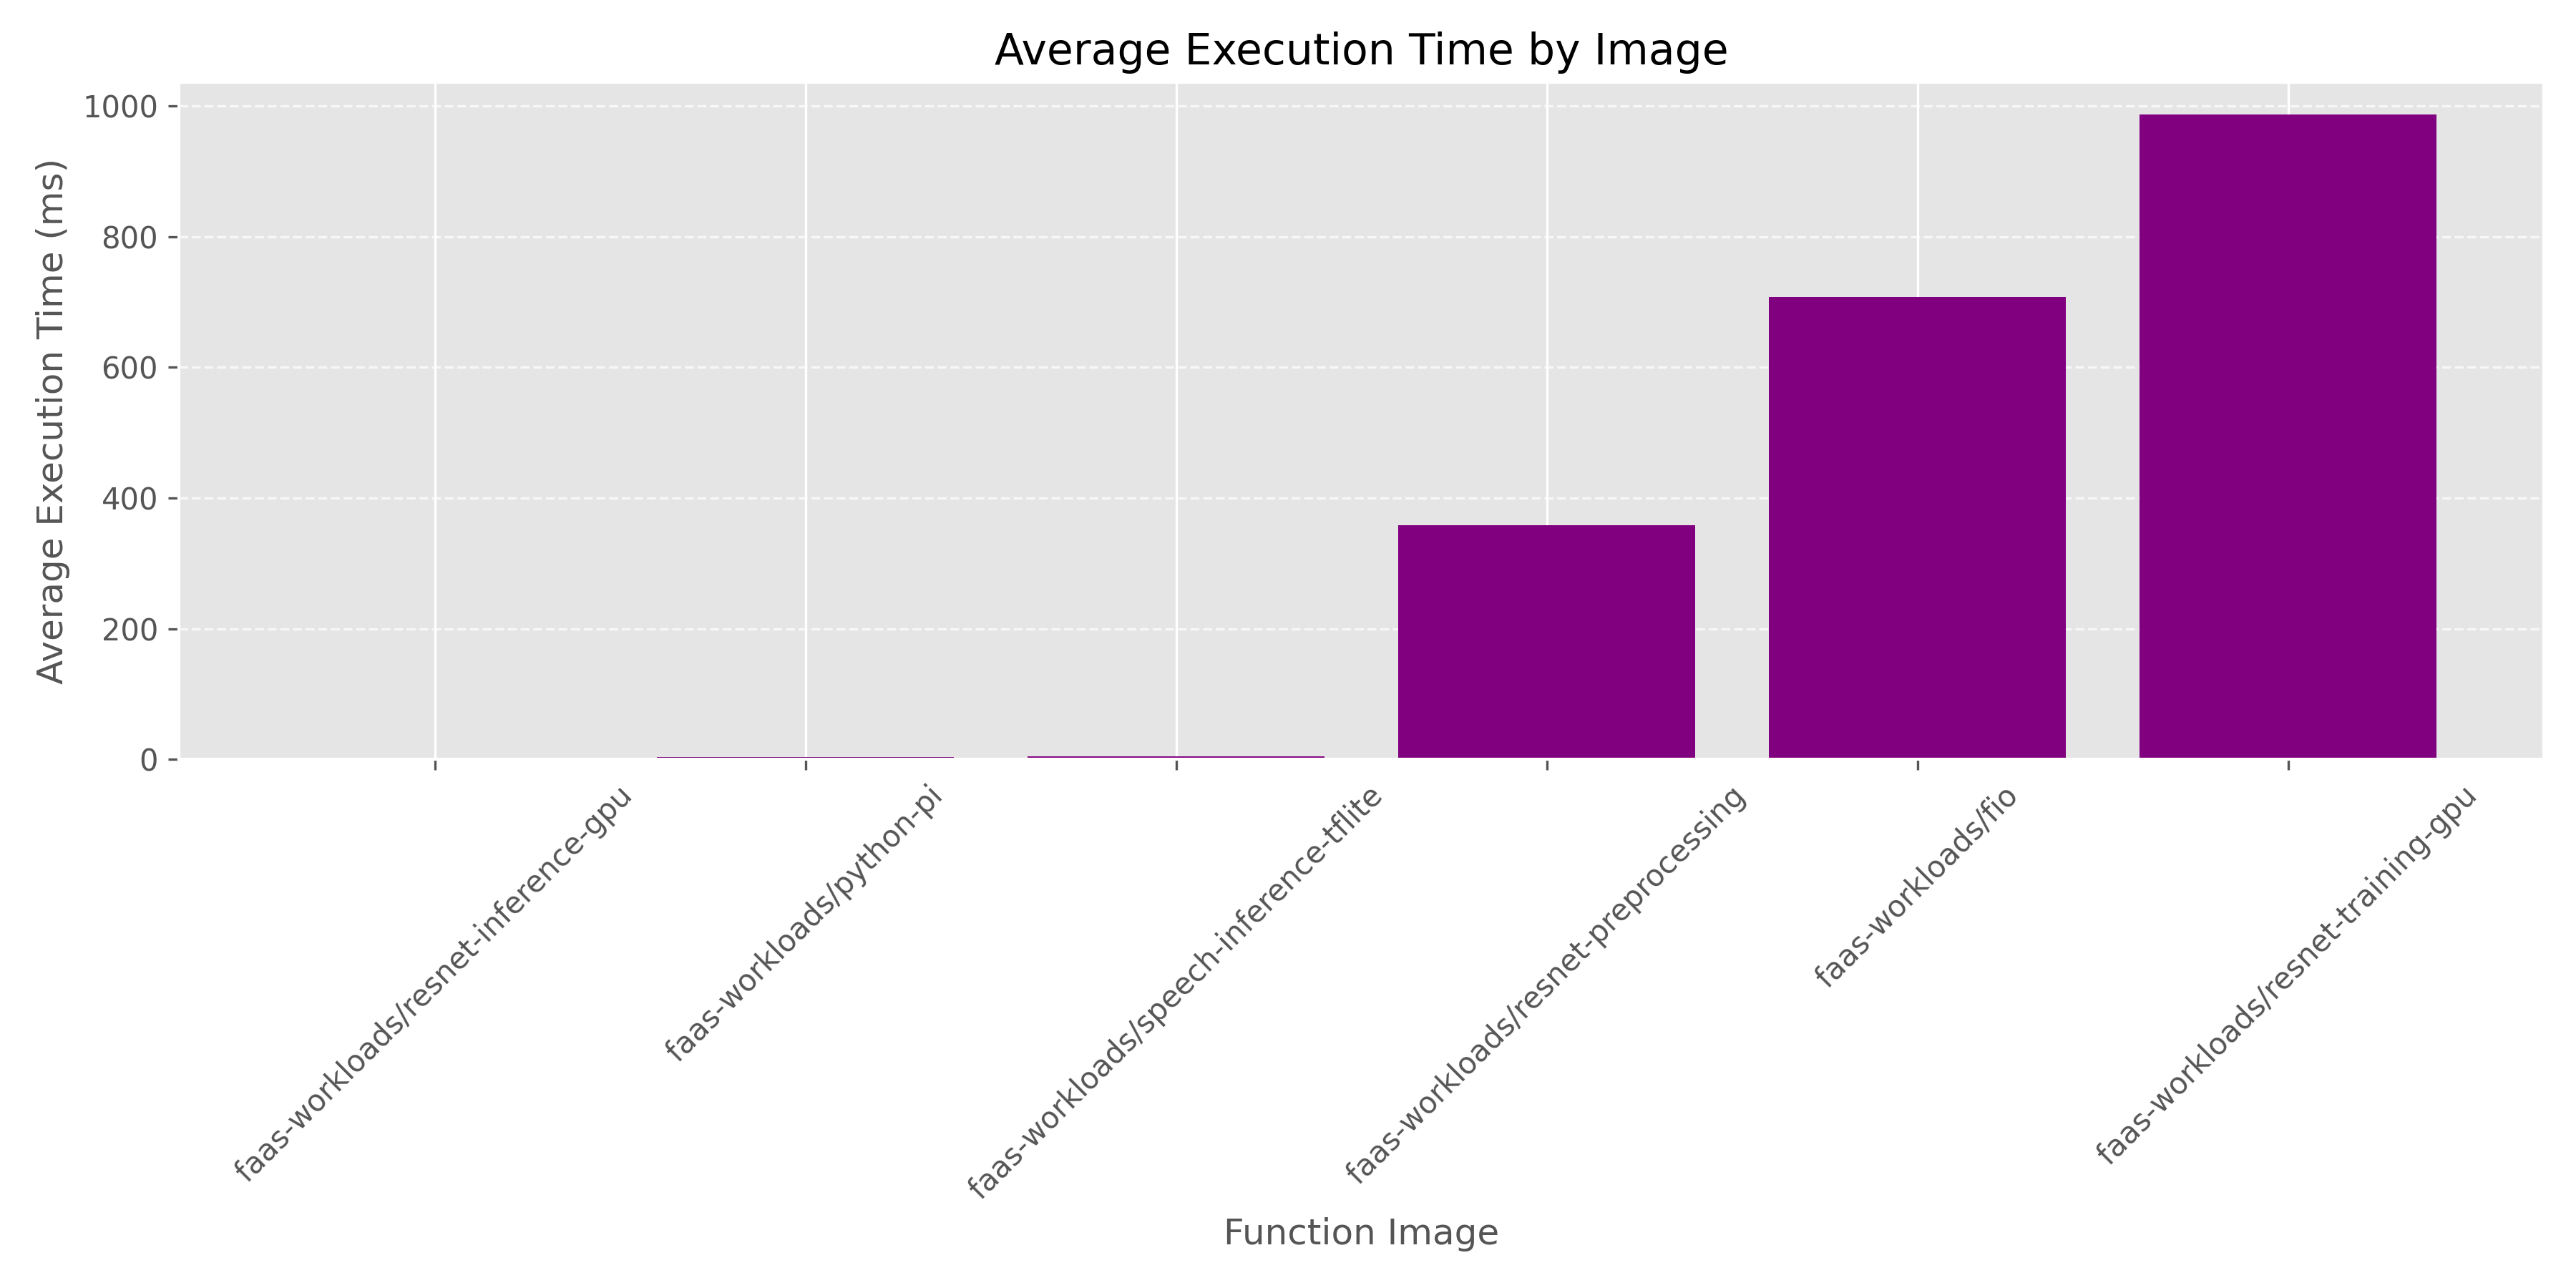 Average Execution Time by Image
Average Execution Time (ms)
1000
800
600
400
200
0
faas-workloads/resnet-inference-gpu
faas-workloads/python-pi
faas-workloads/speech-inference-tflite
faas-workloads/resnet-preprocessing
faas-workloads/fio
faas-workloads/resnet-training-gpu
Function Image